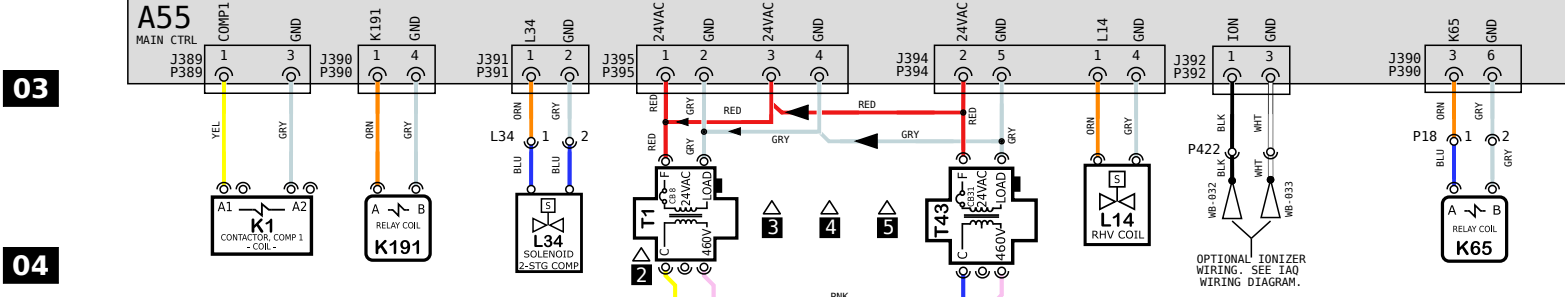 A55
MAIN CTRL
COMP1
GND
K191
GND
L34
GND
24VAC
GND
24VAC
GND
24VAC
GND
L14
GND
ION
GND
K65
GND
J389 1 3
P389
J390 1 4
P390
J391 1 2
P391
J395 1 2 3 4
P395
J394 2 5 1 4
P394
J392 1 3
P392
J390 3 6
P390
03
YEL
GRY
ORN
GRY
ORN
GRY
L34 1 2
BLU
BLU
RED
GRY
RED
RED
RED
GRY
GRY
GRY
RED
GRY
ORN
GRY
BLK
WHT
P422
BLK
WHT
WB-032
WB-033
ORN
GRY
P18 1 2
BLU
GRY
A1 A2
K1
CONTACTOR, COMP 1
- COIL -
A B
RELAY COIL
K191
S
L34
SOLENOID
2-STG COMP
T1
F
CB8
24VAC
LOAD
C
460V
2
3
4
5
T43
F
CB31
24VAC
LOAD
C
460V
S
L14
RHV COIL
OPTIONAL IONIZER
WIRING. SEE IAQ
WIRING DIAGRAM.
A B
RELAY COIL
K65
04